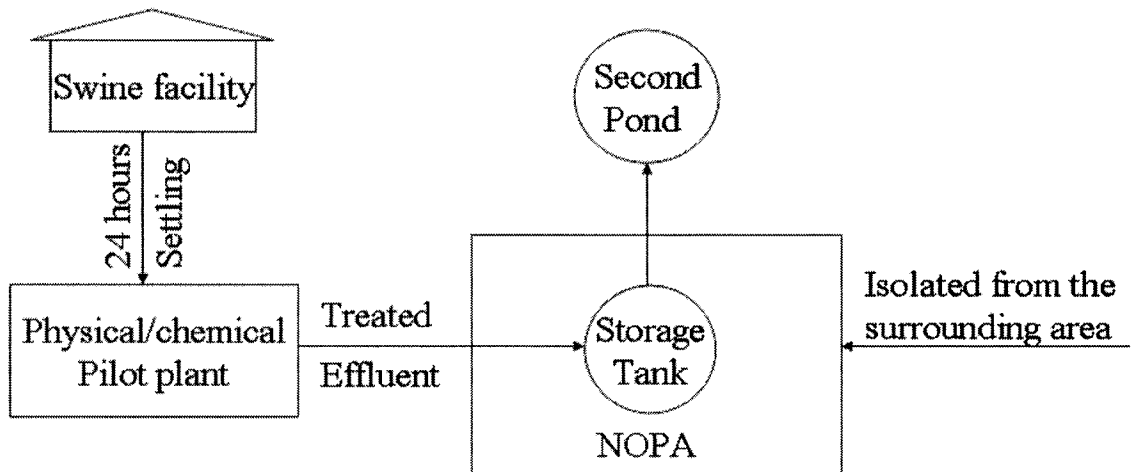 Swine facility
24 hours
Settling
Physical/chemical
Pilot plant
Treated
Effluent
Second
Pond
Storage
Tank
NOPA
Isolated from the
surrounding area